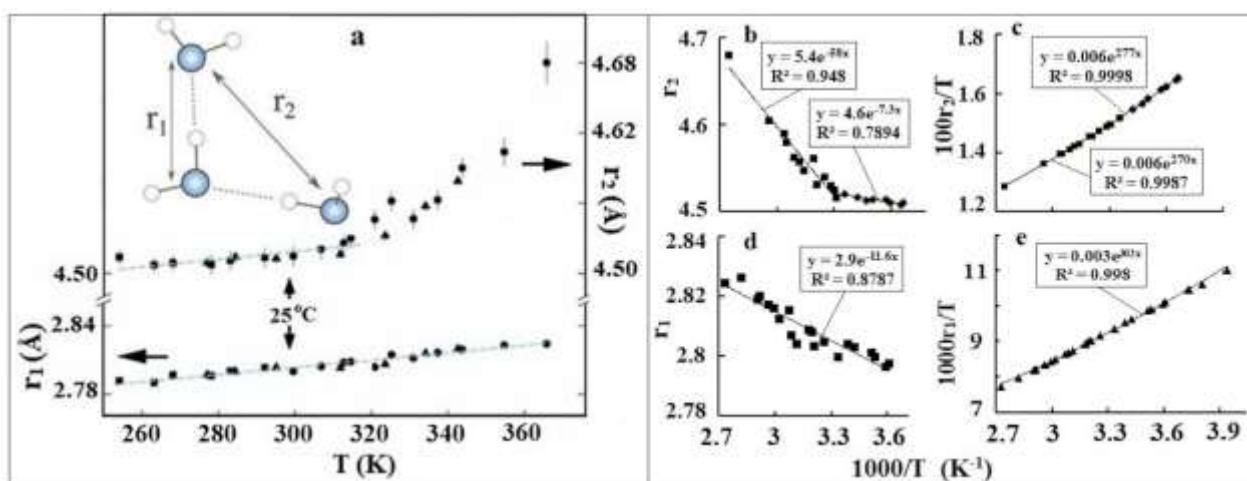 a
r1
r2
4.68
4.62
r2 (Å)
4.50
4.50
25°C
r1 (Å)
2.84
2.78
260 280 300 320 340 360
T (K)
b
4.7
r2
4.6
4.5
y = 5.4e-58x
R² = 0.948
y = 4.6e-7.3x
R² = 0.7894
c
1.8
100r2/T
1.6
1.4
1.2
y = 0.006e277x
R² = 0.9998
y = 0.006e270x
R² = 0.9987
d
2.84
r1
2.82
2.8
2.78
y = 2.9e-11.6x
R² = 0.8787
2.7 3 3.3 3.6
e
1000r1/T
11
9
7
R² = 0.998
2.7 3 3.3 3.6 3.9
1000/T (K-1)